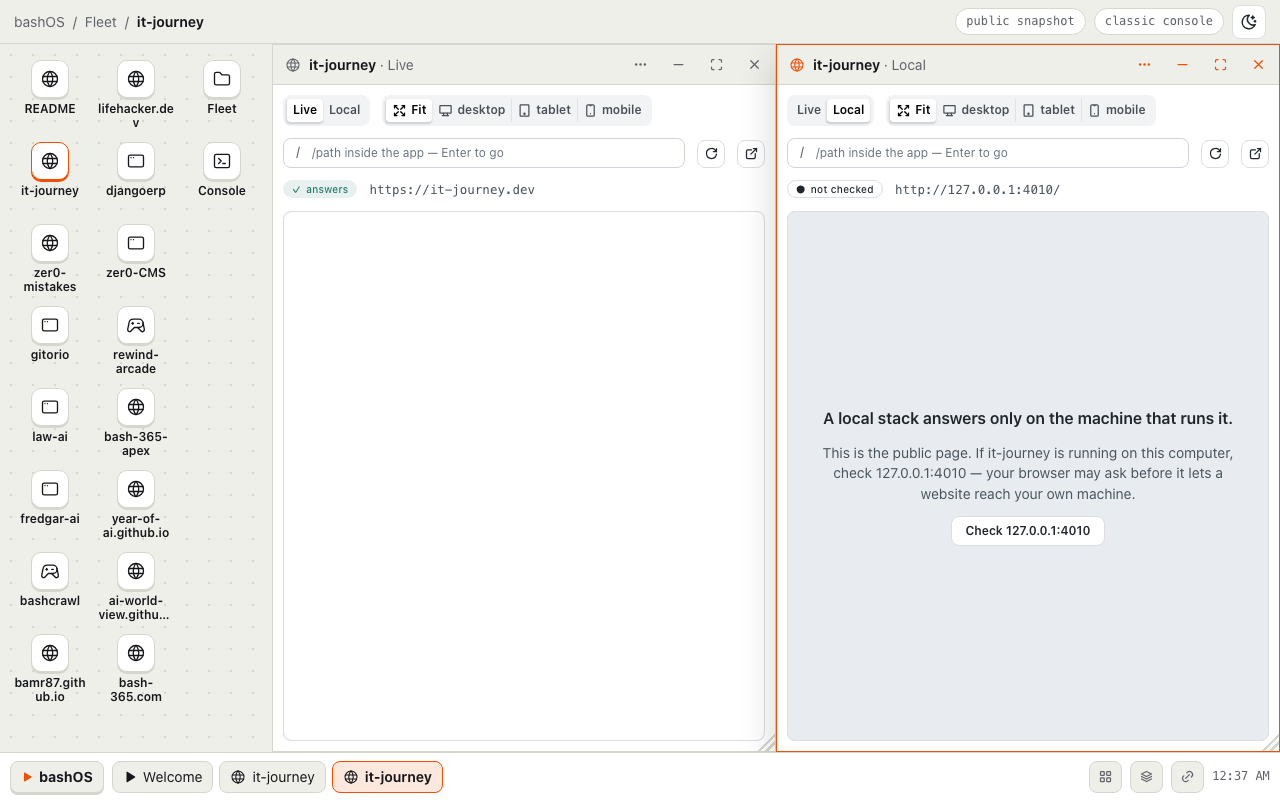 bashOS / Fleet / it-journey
public snapshot
classic console
README
lifehacker.de
v
Fleet
it-journey
djangoerp
Console
zer0-
mistakes
zer0-CMS
gitorio
rewind-
arcade
law-ai
bash-365-
apex
fredgar-ai
year-of-
ai.github.io
bashcrawl
ai-world-
view.githu...
bamr87.gith
ub.io
bash-
365.com
it-journey · Live
Live Local Fit desktop tablet mobile
/ /path inside the app — Enter to go
answers https://it-journey.dev
it-journey · Local
Live Local Fit desktop tablet mobile
/ /path inside the app — Enter to go
not checked http://127.0.0.1:4010/
A local stack answers only on the machine that runs it.
This is the public page. If it-journey is running on this computer,
check 127.0.0.1:4010 — your browser may ask before it lets a
website reach your own machine.
Check 127.0.0.1:4010
bashOS
Welcome
it-journey
it-journey
12:37 AM